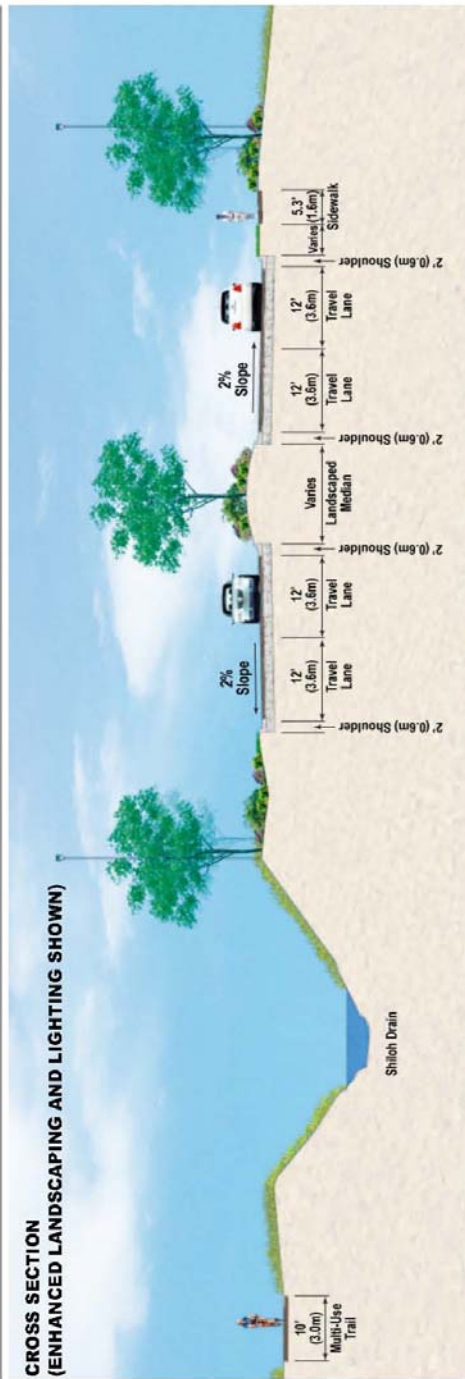 CROSS SECTION
(ENHANCED LANDSCAPING AND LIGHTING SHOWN)
10'
(3.0m)
Multi-Use
Trail
Shiloh Drain
2' (0.6m) Shoulder
2%
Slope
12'
(3.6m)
Travel
Lane
12'
(3.6m)
Travel
Lane
2' (0.6m) Shoulder
Varies
Landscaped
Median
2' (0.6m) Shoulder
2%
Slope
12'
(3.6m)
Travel
Lane
12'
(3.6m)
Travel
Lane
2' (0.6m) Shoulder
Varies
5.3'
(1.6m)
Sidewalk